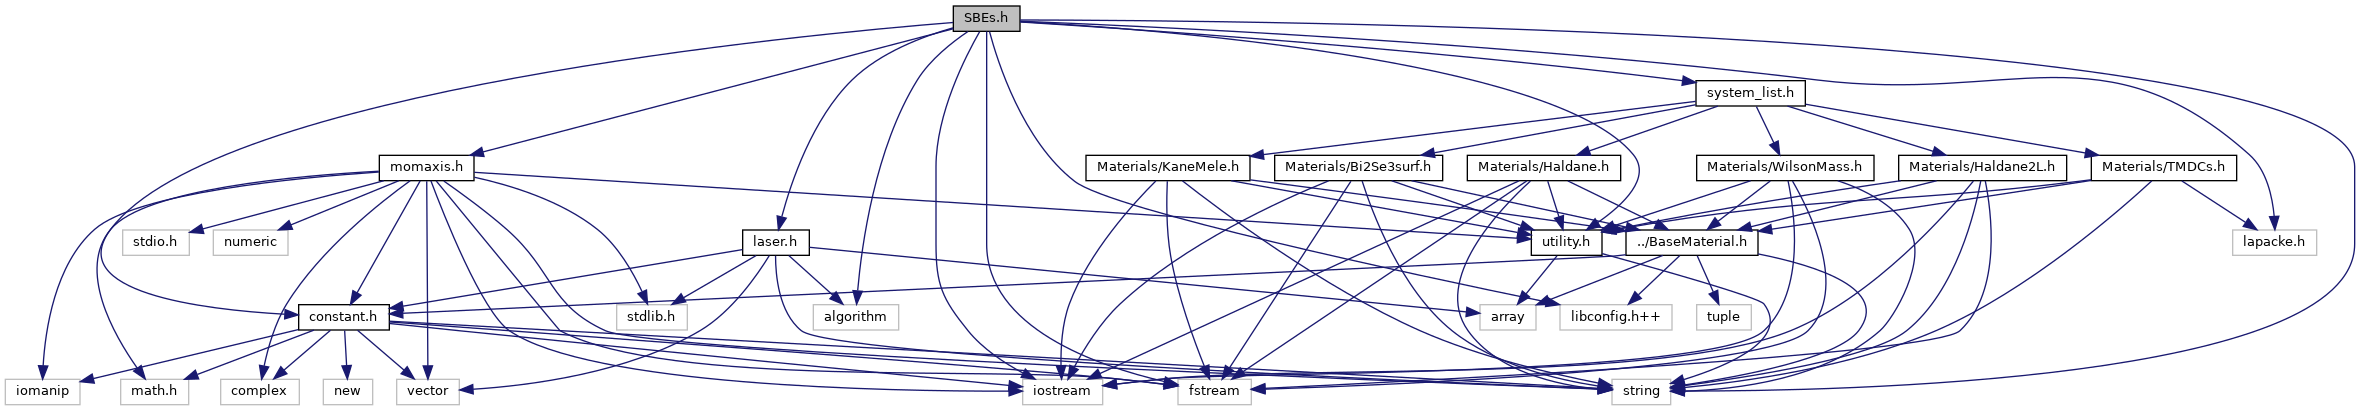 SBEs.h
system_list.h
momaxis.h
Materials/KaneMele.h
Materials/Bi2Se3surf.h
Materials/Haldane.h
Materials/WilsonMass.h
Materials/Haldane2L.h
Materials/TMDCs.h
stdio.h
numeric
laser.h
utility.h
../BaseMaterial.h
lapacke.h
constant.h
stdlib.h
algorithm
array
libconfig.h++
tuple
iomanip
math.h
complex
new
vector
iostream
fstream
string